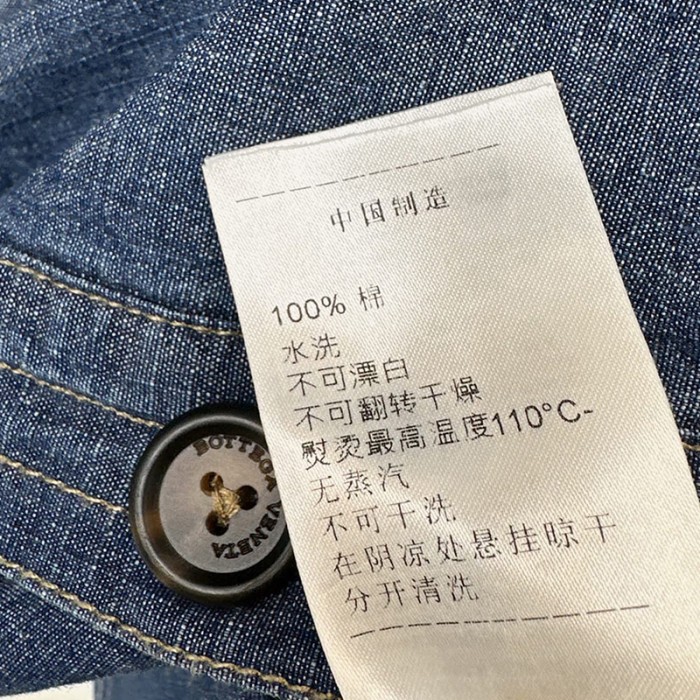 中国制造
100% 棉
水洗
不可漂白
不可翻转干燥
熨烫最高温度110°C-
无蒸汽
不可干洗
在阴凉处悬挂晾干
分开清洗
BOTTEGA VENETA